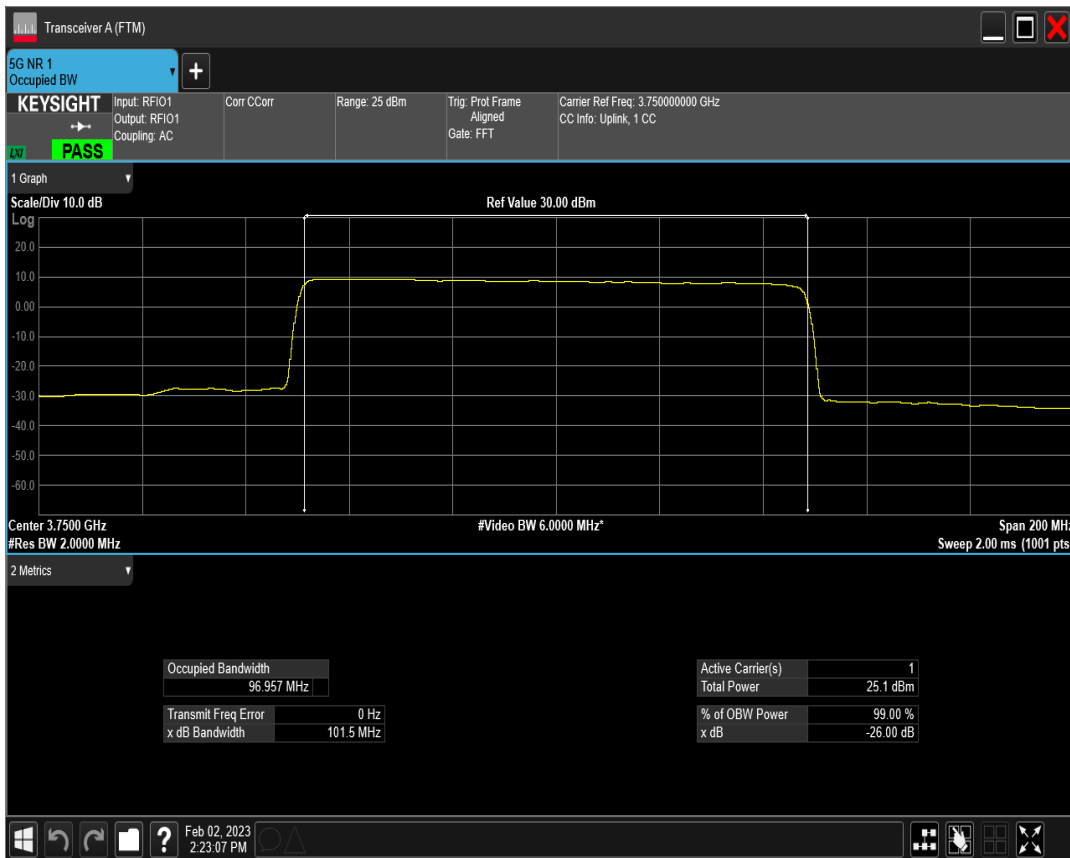 Transceiver A (FTM)
5G NR 1
Occupied BW
+
KEYSIGHT
LXI
PASS
Input: RFIO1
Output: RFIO1
Coupling: AC
Corr CCorr
Range: 25 dBm
Trig: Prot Frame
Aligned
Gate: FFT
Carrier Ref Freq: 3.750000000 GHz
CC Info: Uplink, 1 CC
1 Graph
Scale/Div 10.0 dB
Ref Value 30.00 dBm
Log
20.0
10.0
0.00
-10.0
-20.0
-30.0
-40.0
-50.0
-60.0
Center 3.7500 GHz
#Video BW 6.0000 MHz*
Span 200 MHz
#Res BW 2.0000 MHz
Sweep 2.00 ms (1001 pts
2 Metrics
Occupied Bandwidth
96.957 MHz
Transmit Freq Error 0 Hz
x dB Bandwidth 101.5 MHz
Active Carrier(s) 1
Total Power 25.1 dBm
% of OBW Power 99.00 %
x dB -26.00 dB
?
Feb 02, 2023
2:23:07 PM